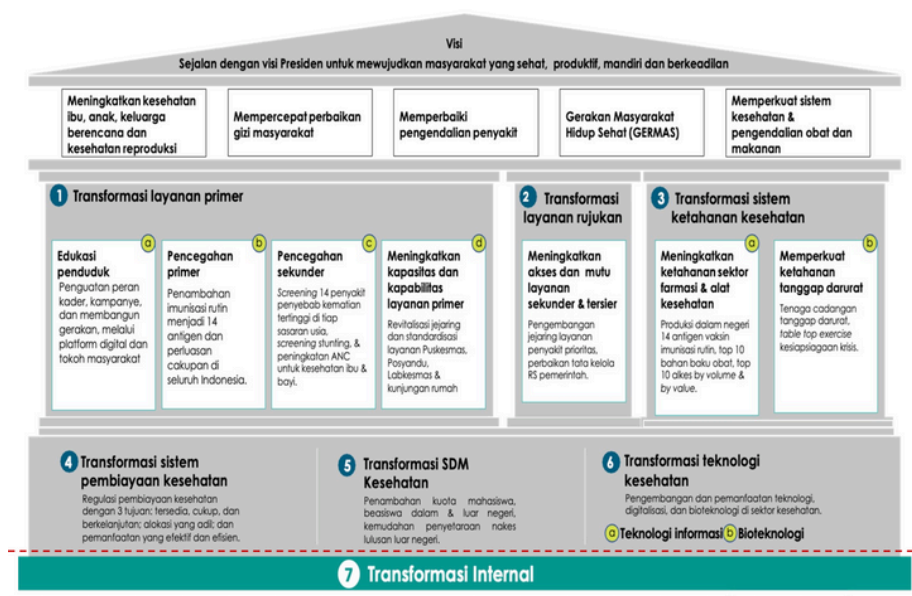 Visi
Sejalan dengan visi Presiden untuk mewujudkan masyarakat yang sehat, produktif, mandiri dan berkeadilan
Meningkatkan kesehatan
ibu, anak, keluarga
berencana dan
kesehatan reproduksi
Mempercepat perbaikan
gizi masyarakat
Memperbaiki
pengendalian penyakit
Gerakan Masyarakat
Hidup Sehat (GERMAS)
Memperkuat sistem
kesehatan &
pengendalian obat dan
makanan
1 Transformasi layanan primer
a
Edukasi
penduduk
Penguatan peran
kader, kampanye,
dan membangun
gerakan, melalui
platform digital dan
tokoh masyarakat
b
Pencegahan
primer
Penambahan
imunisasi rutin
menjadi 14
antigen dan
perluasan
cakupan di
seluruh Indonesia.
c
Pencegahan
sekunder
Screening 14 penyakit
penyebab kematian
tertinggi di tiap
sasaran usia,
screening stunting, &
peningkatan ANC
untuk kesehatan ibu &
bayi.
d
Meningkatkan
kapasitas dan
kapabilitas
layanan primer
Revitalisasi jejaring
dan standardisasi
layanan Puskesmas,
Posyandu,
Labkesmas &
kunjungan rumah
2 Transformasi
layanan rujukan
Meningkatkan
akses dan mutu
layanan
sekunder & tersier
Pengembangan
jejaring layanan
penyakit prioritas,
perbaikan tata kelola
RS pemerintah.
3 Transformasi sistem
ketahanan kesehatan
a
Meningkatkan
ketahanan sektor
farmasi & alat
kesehatan
Produksi dalam negeri
14 antigen vaksin
imunisasi rutin, top 10
bahan baku obat, top
10 alkes by volume &
by value.
b
Memperkuat
ketahanan
tanggap darurat
Tenaga cadangan
tanggap darurat,
table top exercise
kesiapsiagaan krisis.
4 Transformasi sistem
pembiayaan kesehatan
Regulasi pembiayaan kesehatan
dengan 3 tujuan: tersedia, cukup, dan
berkelanjutan; alokasi yang adil; dan
pemanfaatan yang efektif dan efisien.
5 Transformasi SDM
Kesehatan
Penambahan kuota mahasiswa,
beasiswa dalam & luar negeri,
kemudahan penyetaraan nakes
lulusan luar negeri.
6 Transformasi teknologi
kesehatan
Pengembangan dan pemanfaatan teknologi,
digitalisasi, dan bioteknologi di sektor kesehatan.
a Teknologi informasi b Bioteknologi
7 Transformasi Internal